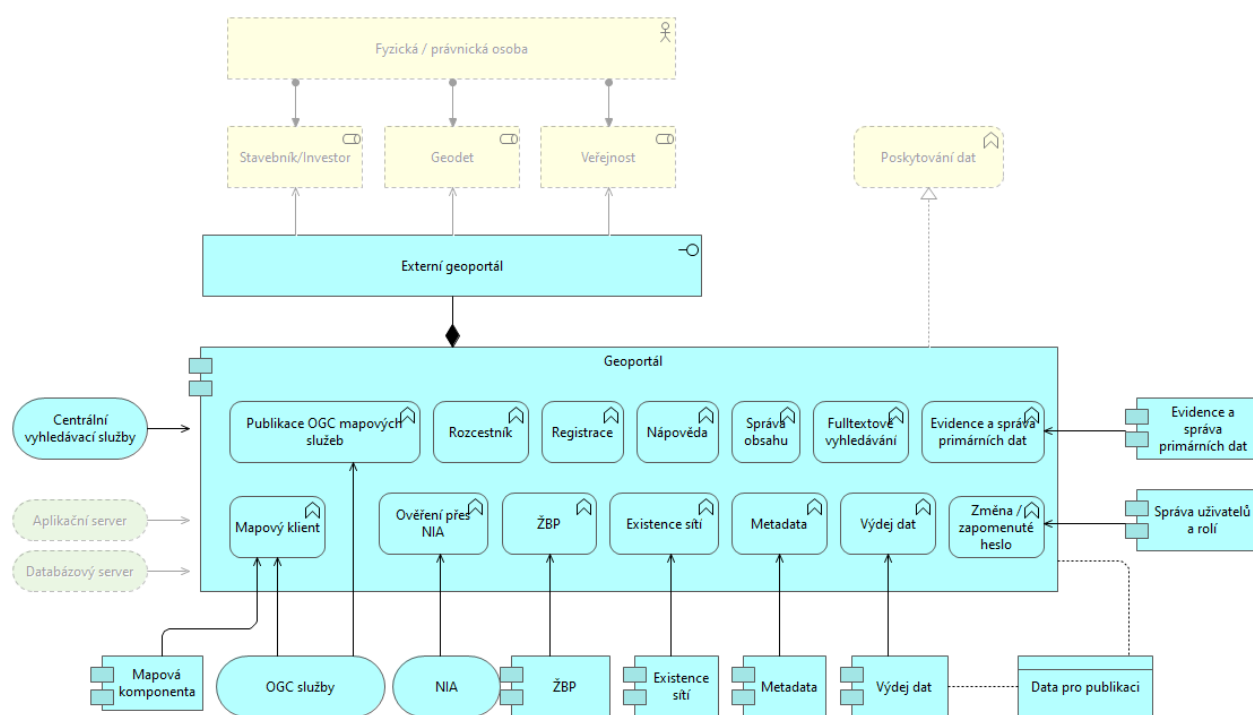 Fyzická / právnická osoba
Stavebník/Investor
Geodet
Veřejnost
Poskytování dat
Externí geoportál
Geoportál
Centrální
vyhledávací služby
Publikace OGC mapových
služeb
Rozcestník
Registrace
Nápověda
Správa
obsahu
Fulltextové
vyhledávání
Evidence a správa
primárních dat
Evidence a
správa
primárních dat
Aplikační server
Databázový server
Mapový klient
Ověření přes
NIA
ŽBP
Existence sítí
Metadata
Výdej dat
Změna /
zapomenuté
heslo
Správa uživatelů
a rolí
Mapová
komponenta
OGC služby
NIA
ŽBP
Existence
sítí
Metadata
Výdej dat
Data pro publikaci